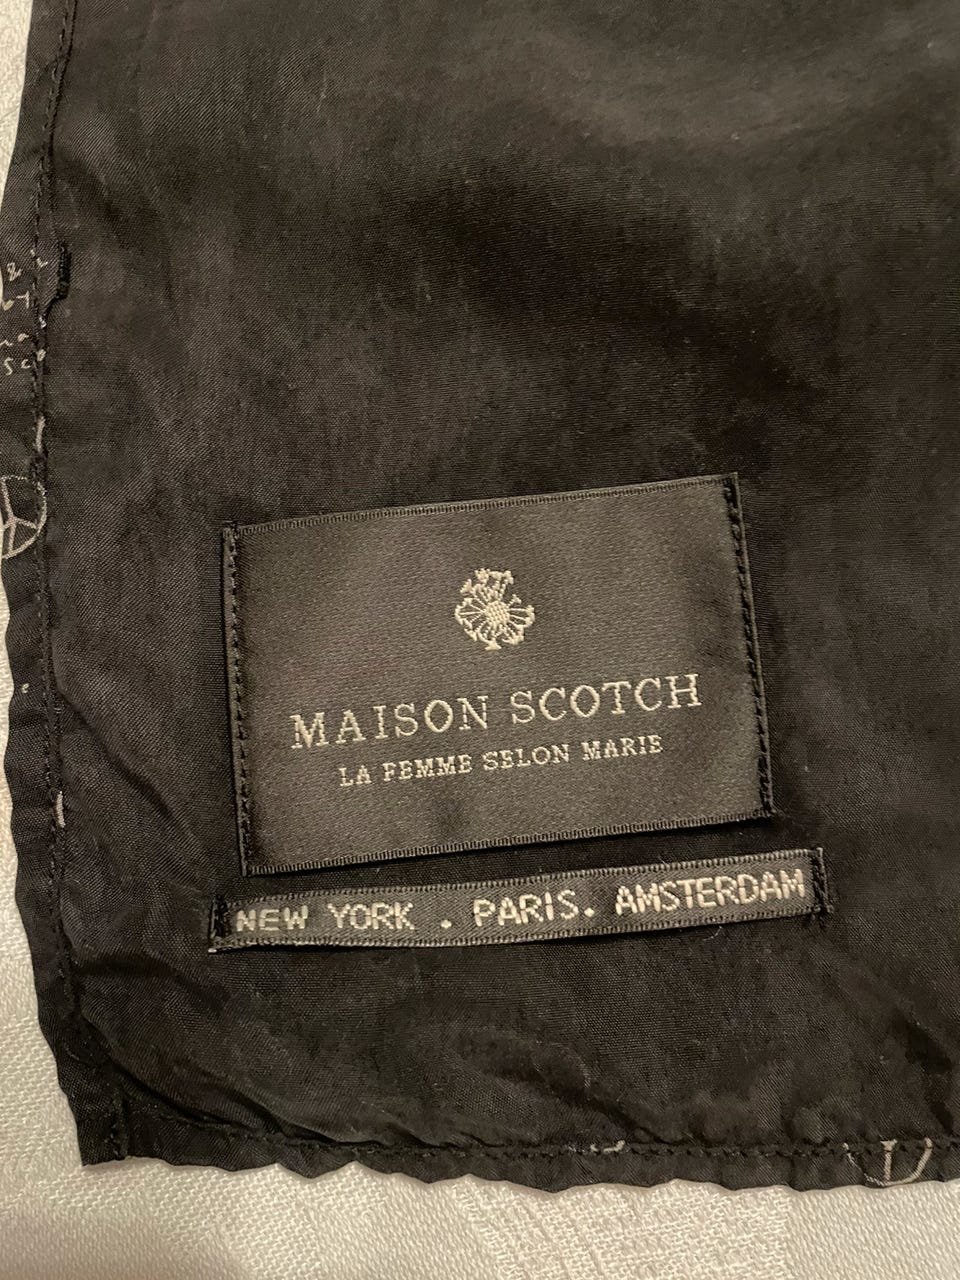 MAISON SCOTCH
LA FEMME SELON MARIE
NEW YORK . PARIS. AMSTERDAM